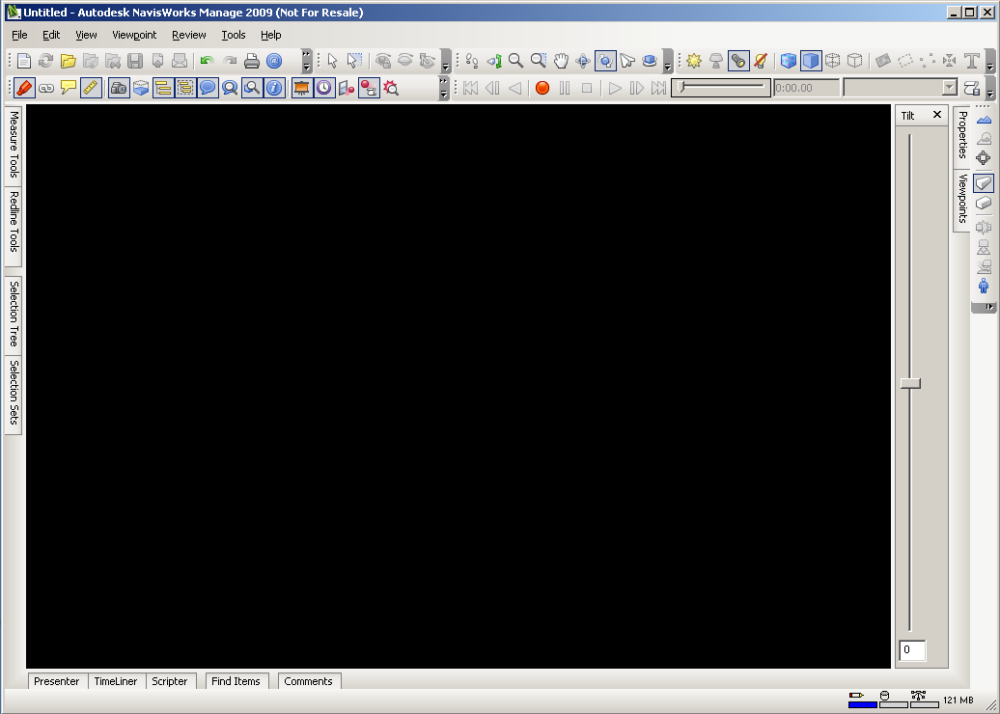 Untitled - Autodesk NavisWorks Manage 2009 (Not For Resale)
File Edit View Viewpoint Review Tools Help
0:00.00
Measure Tools
Redline Tools
Selection Tree
Selection Sets
Tilt
0
Properties
Viewpoints
Presenter TimeLiner Scripter Find Items Comments
121 MB